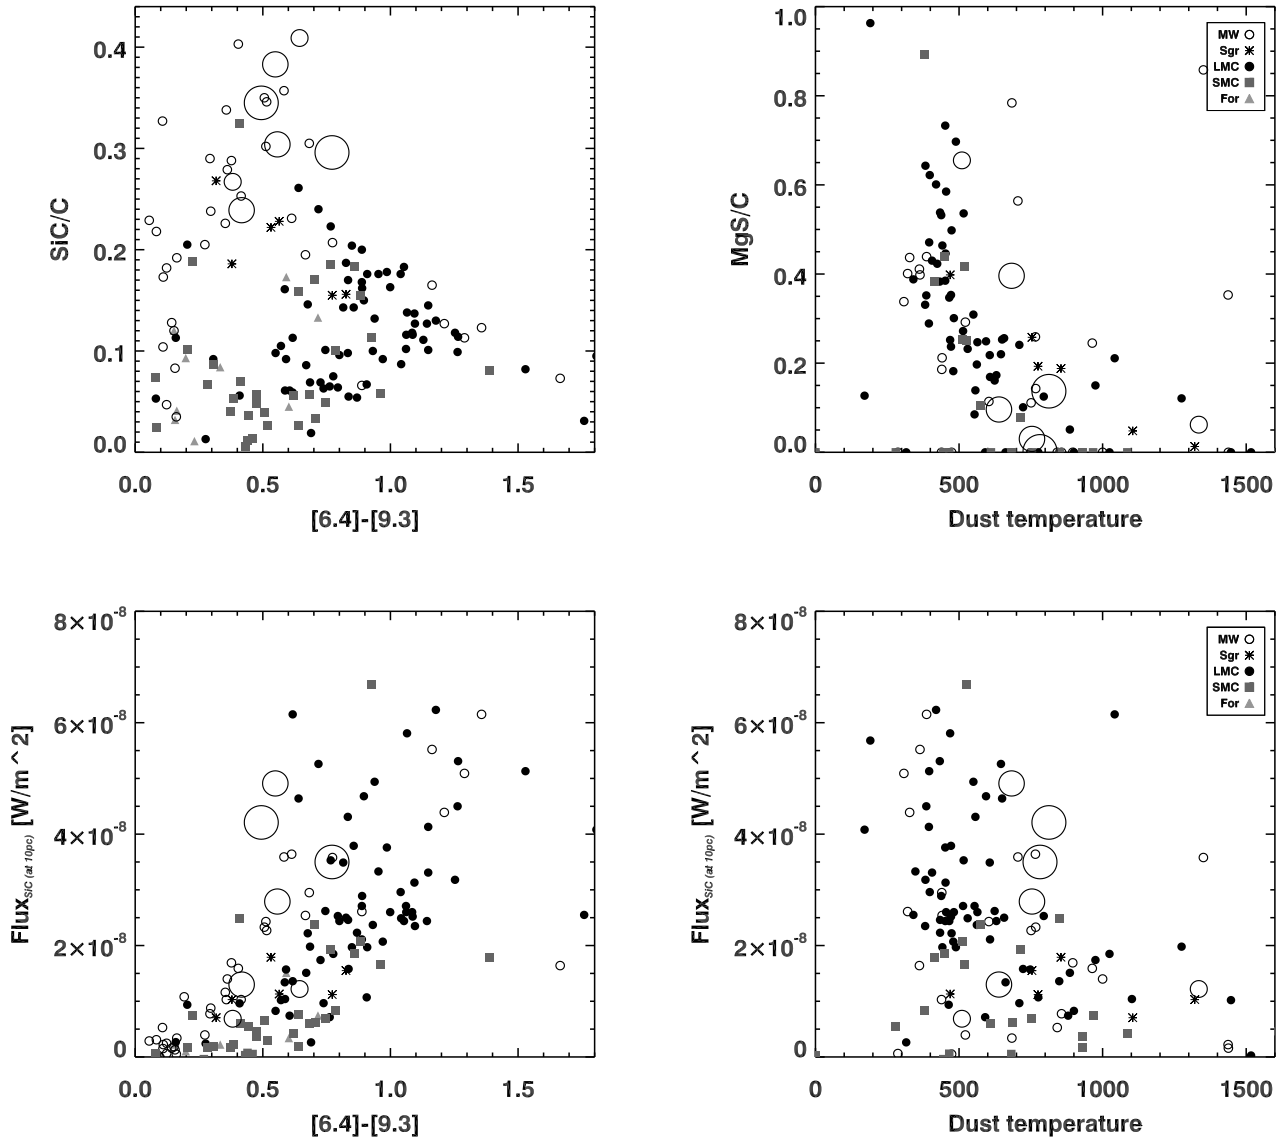 SiC/C
0.4
0.3
0.2
0.1
0.0
0.0 0.5 1.0 1.5
[6.4]-[9.3]
MgS/C
1.0
0.8
0.6
0.4
0.2
0.0
0 500 1000 1500
Dust temperature
MW
Sgr
LMC
SMC
For
Flux SiC (at 10pc) [W/m^2]
8×10^-8
6×10^-8
4×10^-8
2×10^-8
0
0.0 0.5 1.0 1.5
[6.4]-[9.3]
Flux SiC (at 10pc) [W/m^2]
8×10^-8
6×10^-8
4×10^-8
2×10^-8
0
0 500 1000 1500
Dust temperature
MW
Sgr
LMC
SMC
For